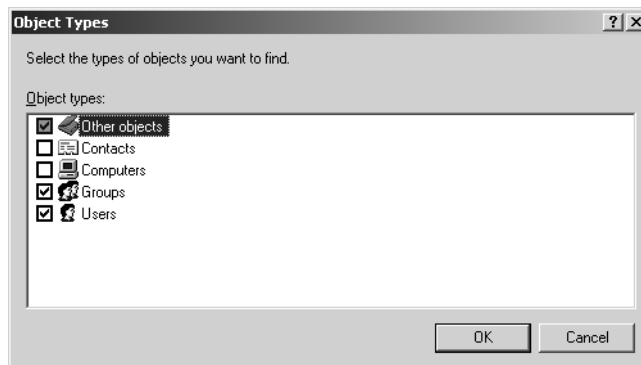 Object Types
Select the types of objects you want to find.
Object types:
Other objects
Contacts
Computers
Groups
Users
OK Cancel